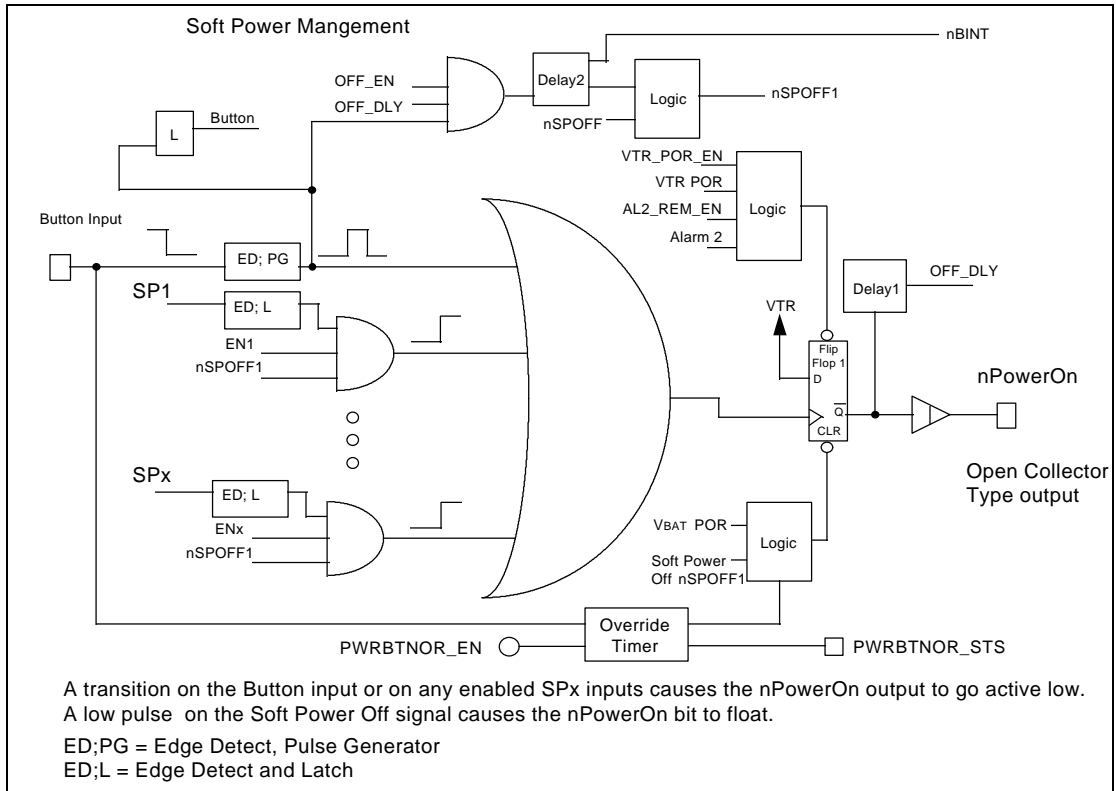 Soft Power Mangement
nBINT
OFF_EN
OFF_DLY
Delay2
Logic
nSPOFF1
nSPOFF
Button
L
VTR_POR_EN
VTR POR
AL2_REM_EN
Alarm 2
Logic
Button Input
ED; PG
SP1
ED; L
EN1
nSPOFF1
Delay1
OFF_DLY
VTR
Flip
Flop 1
D
Q
CLR
nPowerOn
Open Collector
Type output
SPx
ED; L
ENx
nSPOFF1
VBAT POR
Soft Power
Off nSPOFF1
Logic
Override
Timer
PWRBTNOR_EN
PWRBTNOR_STS
A transition on the Button input or on any enabled SPx inputs causes the nPowerOn output to go active low.
A low pulse on the Soft Power Off signal causes the nPowerOn bit to float.
ED;PG = Edge Detect, Pulse Generator
ED;L = Edge Detect and Latch